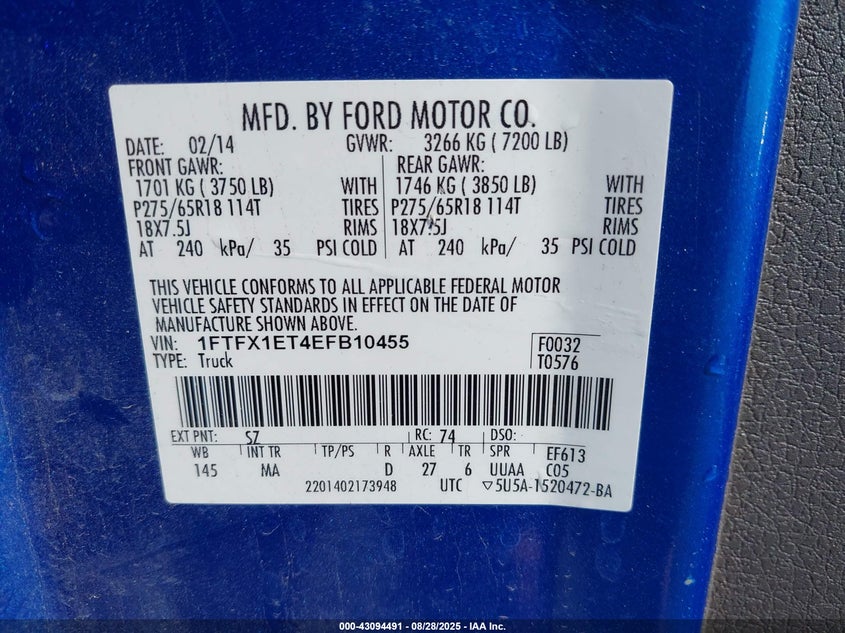 MFD. BY FORD MOTOR CO.
DATE: 02/14 GVWR: 3266 KG ( 7200 LB)
FRONT GAWR: REAR GAWR:
1701 KG ( 3750 LB) WITH 1746 KG ( 3850 LB) WITH
P275/65R18 114T TIRES P275/65R18 114T TIRES
18X7.5J RIMS 18X7.5J RIMS
AT 240 kPa/ 35 PSI COLD AT 240 kPa/ 35 PSI COLD
THIS VEHICLE CONFORMS TO ALL APPLICABLE FEDERAL MOTOR
VEHICLE SAFETY STANDARDS IN EFFECT ON THE DATE OF
MANUFACTURE SHOWN ABOVE.
VIN: 1FTFX1ET4EFB10455 F0032
TYPE: Truck T0576
EXT PNT: SZ RC: 74 DSO:
WB INT TR TP/PS R AXLE TR SPR EF613
145 MA D 27 6 UUAA C05
2201402173948 UTC ▽5U5A-1520472-BA
000-43094491 - 08/28/2025 - IAA Inc.